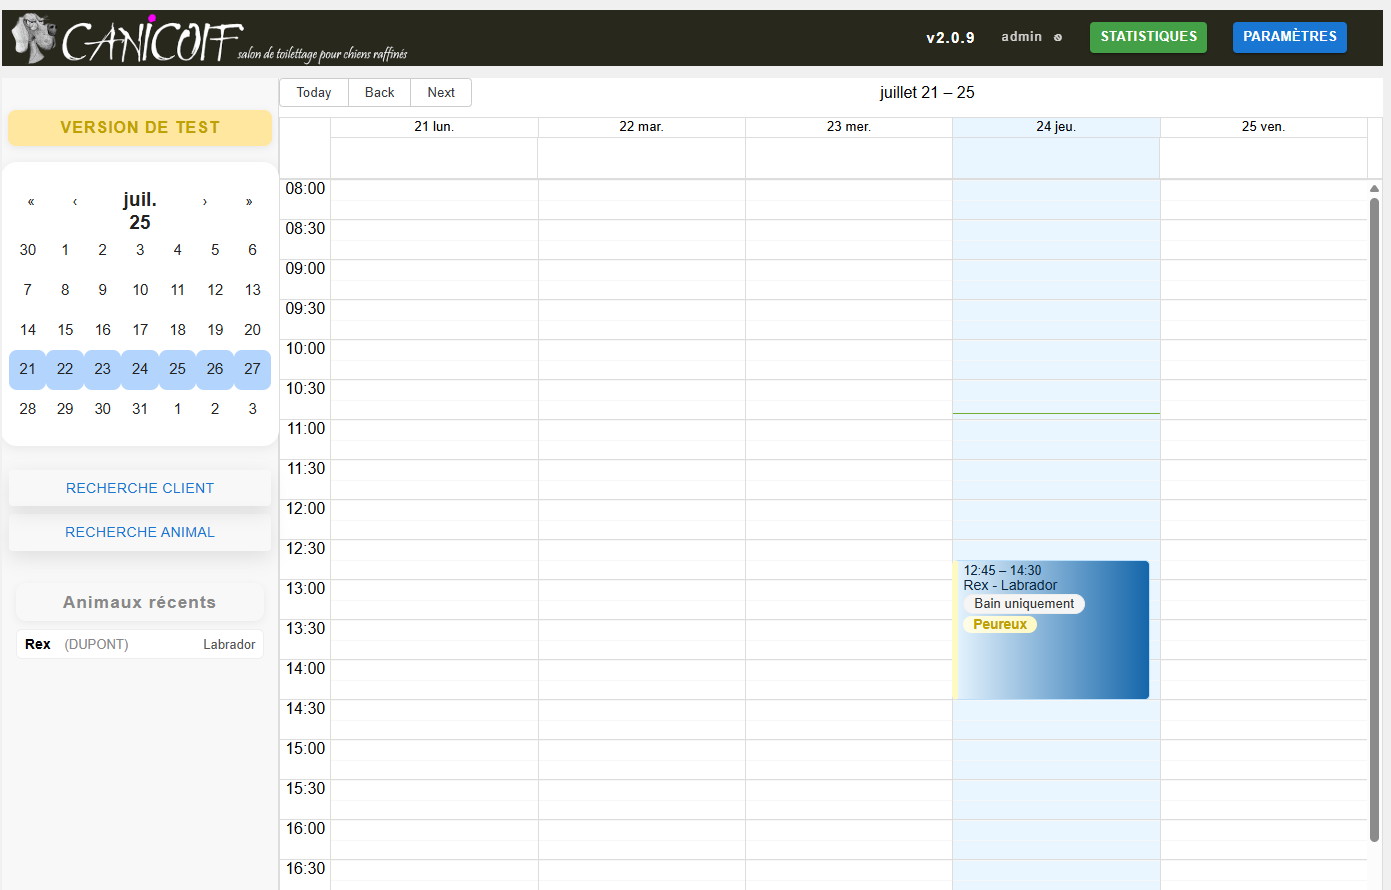 CANICOIFF salon de toilettage pour chiens raffinés
v2.0.9 admin STATISTIQUES PARAMÈTRES
VERSION DE TEST
« ‹ juil. 25 › »
30 1 2 3 4 5 6
7 8 9 10 11 12 13
14 15 16 17 18 19 20
21 22 23 24 25 26 27
28 29 30 31 1 2 3
RECHERCHE CLIENT
RECHERCHE ANIMAL
Animaux récents
Rex (DUPONT) Labrador
Today Back Next
juillet 21 – 25
21 lun. 22 mar. 23 mer. 24 jeu. 25 ven.
08:00
08:30
09:00
09:30
10:00
10:30
11:00
11:30
12:00
12:30
13:00
13:30
14:00
14:30
15:00
15:30
16:00
16:30
12:45 – 14:30
Rex - Labrador
Bain uniquement
Peureux